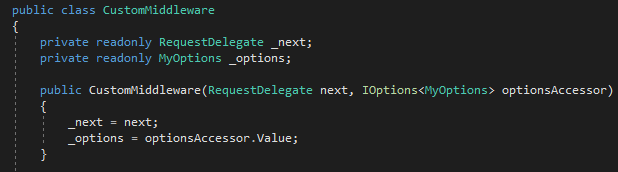 public class CustomMiddleware
{
    private readonly RequestDelegate _next;
    private readonly MyOptions _options;

    public CustomMiddleware(RequestDelegate next, IOptions<MyOptions> optionsAccessor)
    {
        _next = next;
        _options = optionsAccessor.Value;
    }